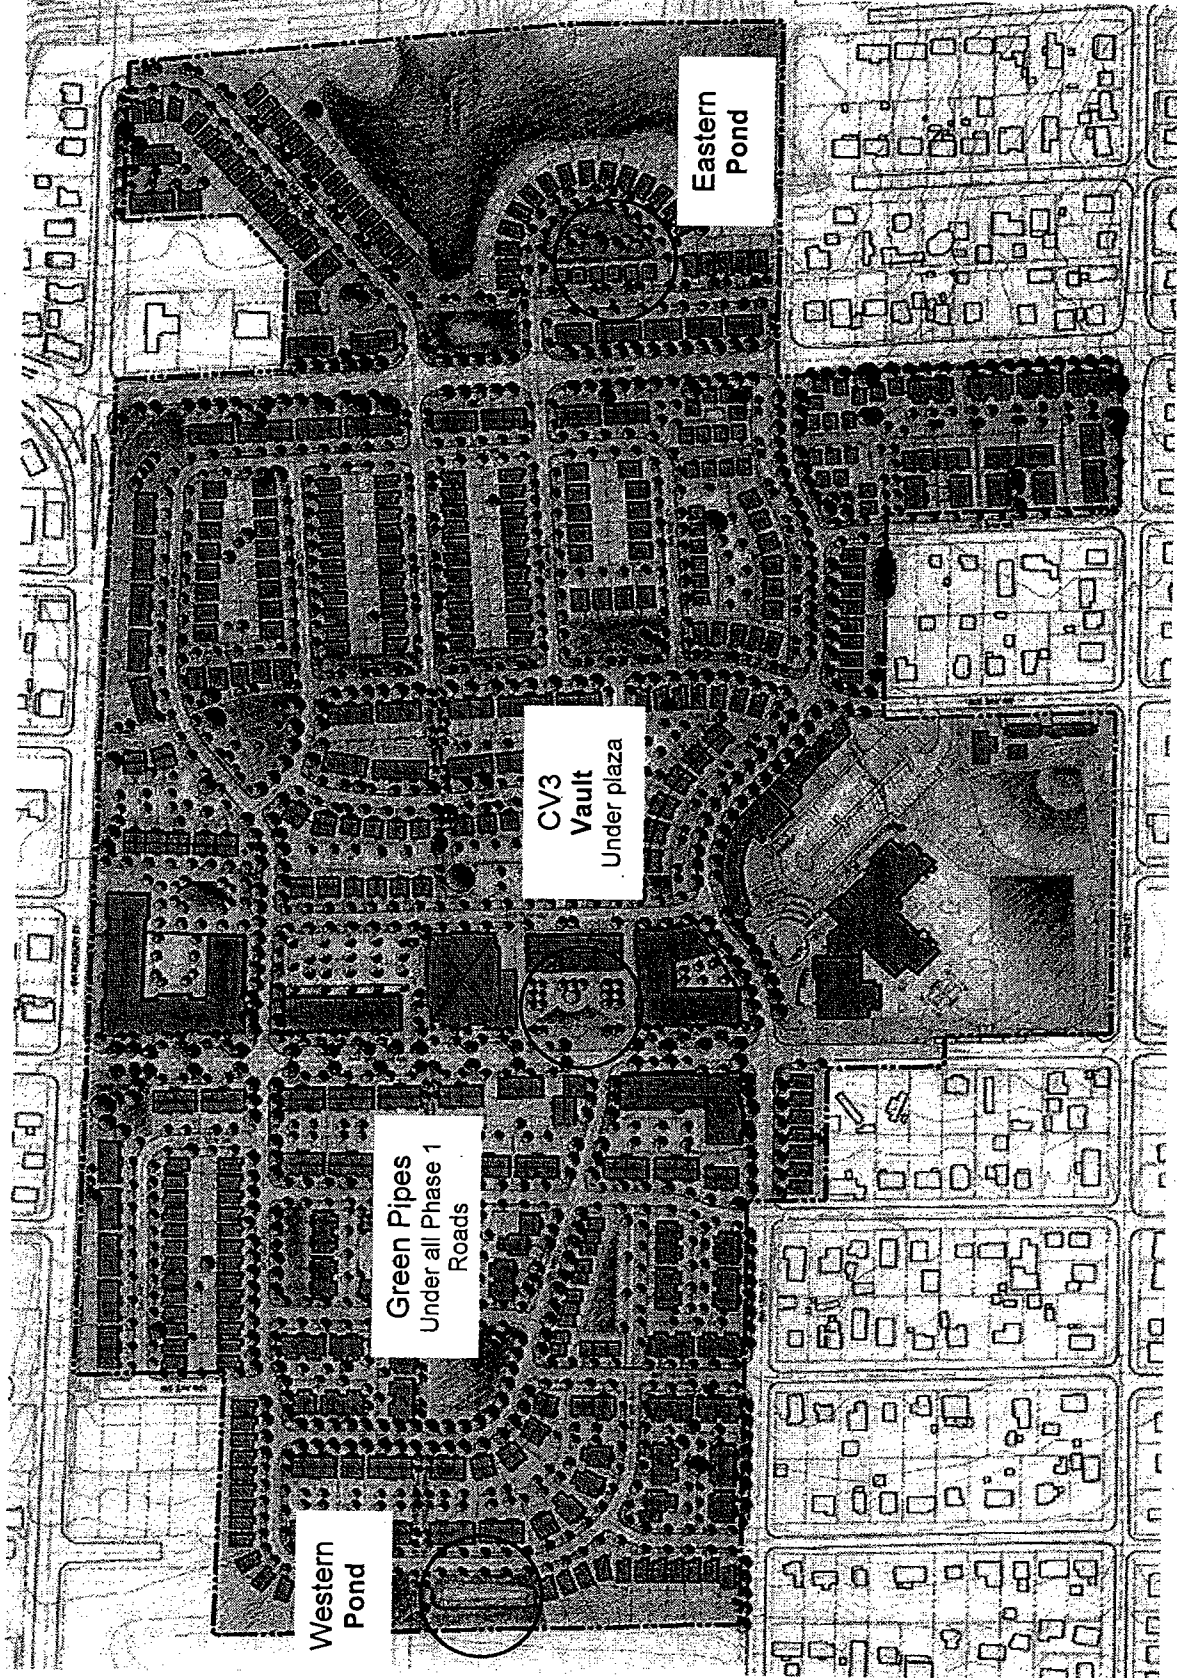 Western
Pond
Green Pipes
Under all Phase 1
Roads
CV3
Vault
Under plaza
Eastern
Pond